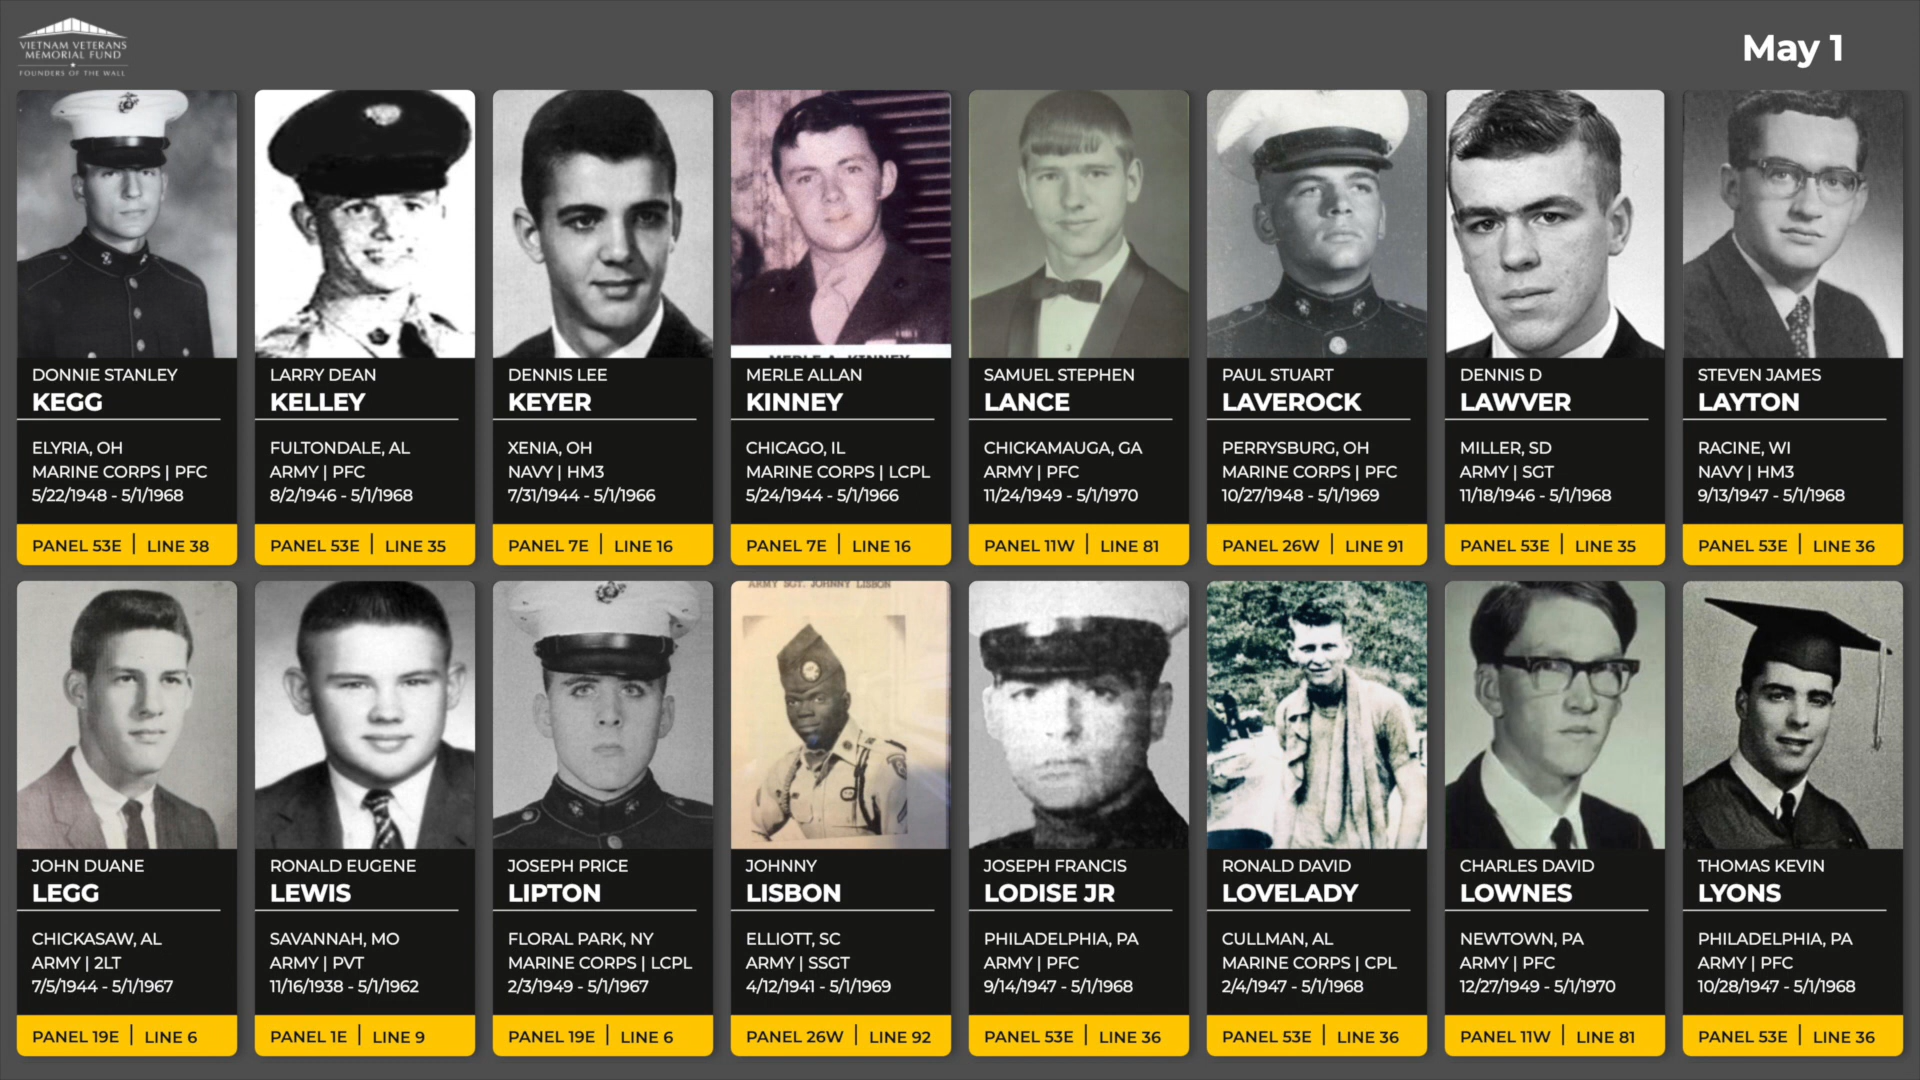 VIETNAM VETERANS
MEMORIAL FUND
FOUNDERS OF THE WALL
May 1
DONNIE STANLEY
KEGG
ELYRIA, OH
MARINE CORPS | PFC
5/22/1948 - 5/1/1968
PANEL 53E | LINE 38
LARRY DEAN
KELLEY
FULTONDALE, AL
ARMY | PFC
8/2/1946 - 5/1/1968
PANEL 53E | LINE 35
DENNIS LEE
KEYER
XENIA, OH
NAVY | HM3
7/31/1944 - 5/1/1966
PANEL 7E | LINE 16
MERLE A. KINNEY
MERLE ALLAN
KINNEY
CHICAGO, IL
MARINE CORPS | LCPL
5/24/1944 - 5/1/1966
PANEL 7E | LINE 16
SAMUEL STEPHEN
LANCE
CHICKAMAUGA, GA
ARMY | PFC
11/24/1949 - 5/1/1970
PANEL 11W | LINE 81
PAUL STUART
LAVEROCK
PERRYSBURG, OH
MARINE CORPS | PFC
10/27/1948 - 5/1/1969
PANEL 26W | LINE 91
DENNIS D
LAWVER
MILLER, SD
ARMY | SGT
11/18/1946 - 5/1/1968
PANEL 53E | LINE 35
STEVEN JAMES
LAYTON
RACINE, WI
NAVY | HM3
9/13/1947 - 5/1/1968
PANEL 53E | LINE 36
JOHN DUANE
LEGG
CHICKASAW, AL
ARMY | 2LT
7/5/1944 - 5/1/1967
PANEL 19E | LINE 6
RONALD EUGENE
LEWIS
SAVANNAH, MO
ARMY | PVT
11/16/1938 - 5/1/1962
PANEL 1E | LINE 9
JOSEPH PRICE
LIPTON
FLORAL PARK, NY
MARINE CORPS | LCPL
2/3/1949 - 5/1/1967
PANEL 19E | LINE 6
ARMY SGT. JOHNNY LISBON
JOHNNY
LISBON
ELLIOTT, SC
ARMY | SSGT
4/12/1941 - 5/1/1969
PANEL 26W | LINE 92
JOSEPH FRANCIS
LODISE JR
PHILADELPHIA, PA
ARMY | PFC
9/14/1947 - 5/1/1968
PANEL 53E | LINE 36
RONALD DAVID
LOVELADY
CULLMAN, AL
MARINE CORPS | CPL
2/4/1947 - 5/1/1968
PANEL 53E | LINE 36
CHARLES DAVID
LOWNES
NEWTOWN, PA
ARMY | PFC
12/27/1949 - 5/1/1970
PANEL 11W | LINE 81
THOMAS KEVIN
LYONS
PHILADELPHIA, PA
ARMY | PFC
10/28/1947 - 5/1/1968
PANEL 53E | LINE 36